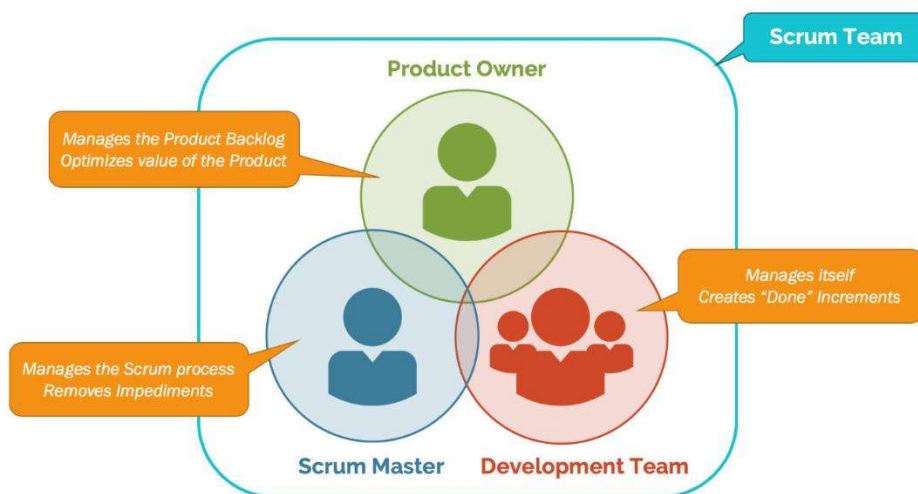 Scrum Team
Product Owner
Manages the Product Backlog
Optimizes value of the Product
Manages itself
Creates “Done” Increments
Manages the Scrum process
Removes Impediments
Scrum Master
Development Team